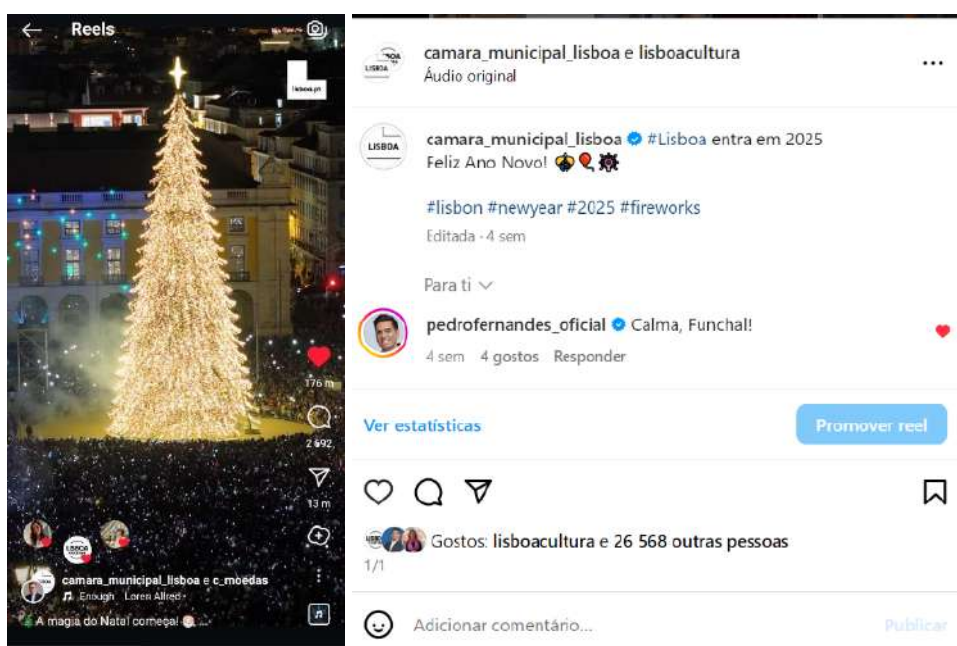 Reels
lisboa.pt
176 m
2 692
13 m
LISBOA
camara_municipal_lisboa e c_moedas
Enough Loren Allred
A magia do Natal começa! ...
LISBOA
camara_municipal_lisboa e lisboacultura
Áudio original
LISBOA
camara_municipal_lisboa #Lisboa entra em 2025
Feliz Ano Novo!
#lisbon #newyear #2025 #fireworks
Editada · 4 sem
Para ti
pedrofernandes_oficial Calma, Funchal!
4 sem 4 gostos Responder
Ver estatísticas
Promover reel
Gostos: lisboacultura e 26 568 outras pessoas
1/1
Adicionar comentário...
Publicar